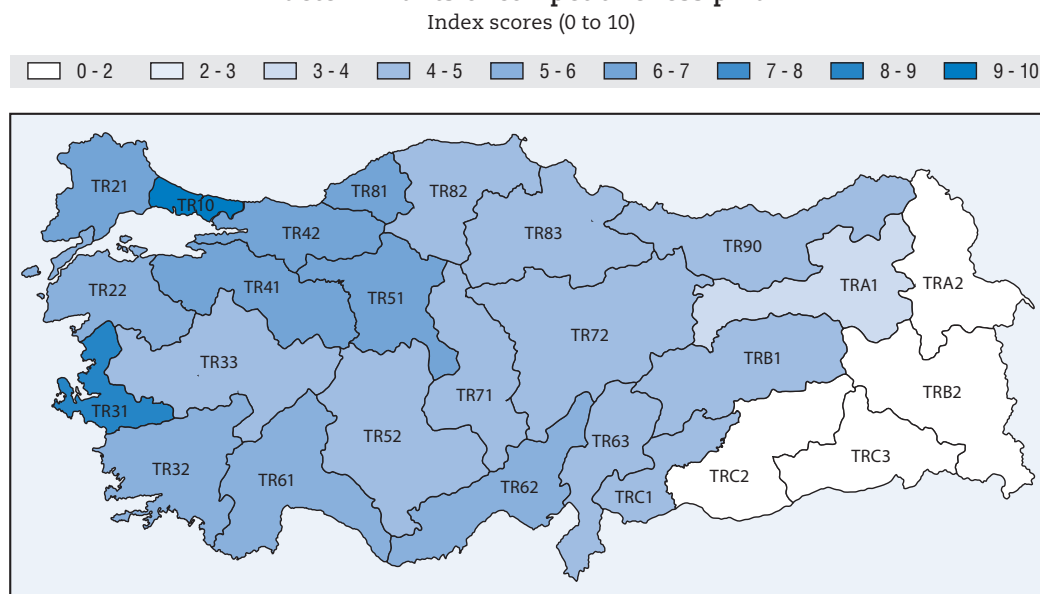 Index scores (0 to 10)
0 - 2 2 - 3 3 - 4 4 - 5 5 - 6 6 - 7 7 - 8 8 - 9 9 - 10
TR21
TR10
TR81
TR82
TR42
TR83
TR90
TR22
TR41
TR51
TRA1
TRA2
TR72
TR33
TRB1
TR31
TR71
TRB2
TR52
TR63
TR32
TR61
TR62
TRC1
TRC2
TRC3